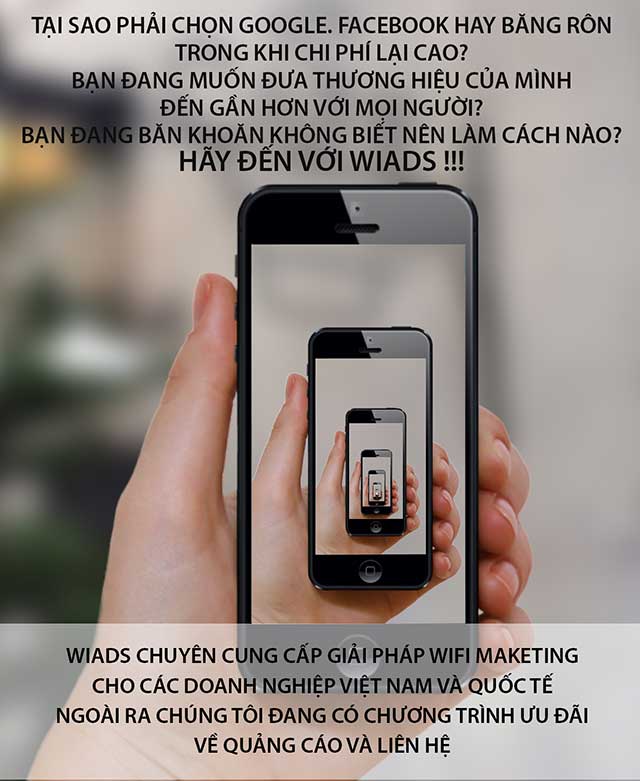 TẠI SAO PHẢI CHỌN GOOGLE. FACEBOOK HAY BĂNG RÔN
TRONG KHI CHI PHÍ LẠI CAO?
BẠN ĐANG MUỐN ĐƯA THƯƠNG HIỆU CỦA MÌNH
ĐẾN GẦN HƠN VỚI MỌI NGƯỜI?
BẠN ĐANG BĂN KHOĂN KHÔNG BIẾT NÊN LÀM CÁCH NÀO?
HÃY ĐẾN VỚI WIADS !!!
WIADS CHUYÊN CUNG CẤP GIẢI PHÁP WIFI MAKETING
CHO CÁC DOANH NGHIỆP VIỆT NAM VÀ QUỐC TẾ
NGOÀI RA CHÚNG TÔI ĐANG CÓ CHƯƠNG TRÌNH ƯU ĐÃI
VỀ QUẢNG CÁO VÀ LIÊN HỆ